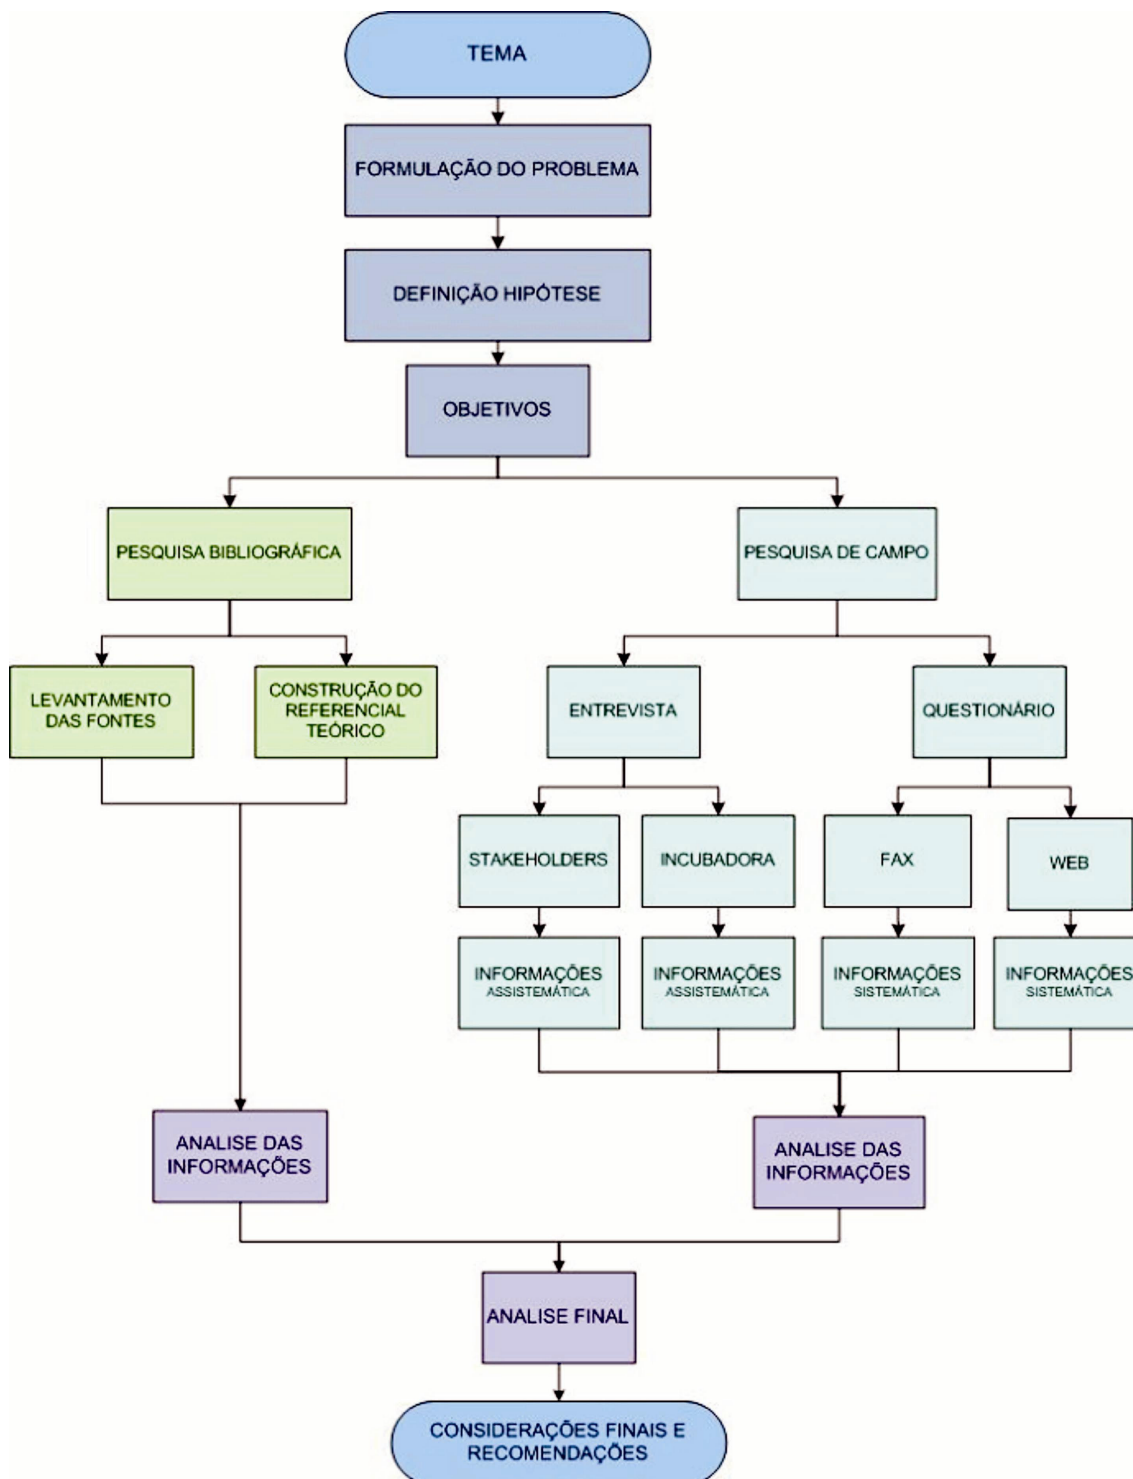 TEMA
FORMULAÇÃO DO PROBLEMA
DEFINIÇÃO HIPÓTESE
OBJETIVOS
PESQUISA BIBLIOGRÁFICA
PESQUISA DE CAMPO
LEVANTAMENTO
DAS FONTES
CONSTRUÇÃO DO
REFERENCIAL
TEÓRICO
ENTREVISTA
QUESTIONÁRIO
STAKEHOLDERS
INCUBADORA
FAX
WEB
INFORMAÇÕES
ASSISTEMÁTICA
INFORMAÇÕES
ASSISTEMÁTICA
INFORMAÇÕES
SISTEMÁTICA
INFORMAÇÕES
SISTEMÁTICA
ANALISE DAS
INFORMAÇÕES
ANALISE DAS
INFORMAÇÕES
ANALISE FINAL
CONSIDERAÇÕES FINAIS E
RECOMENDAÇÕES